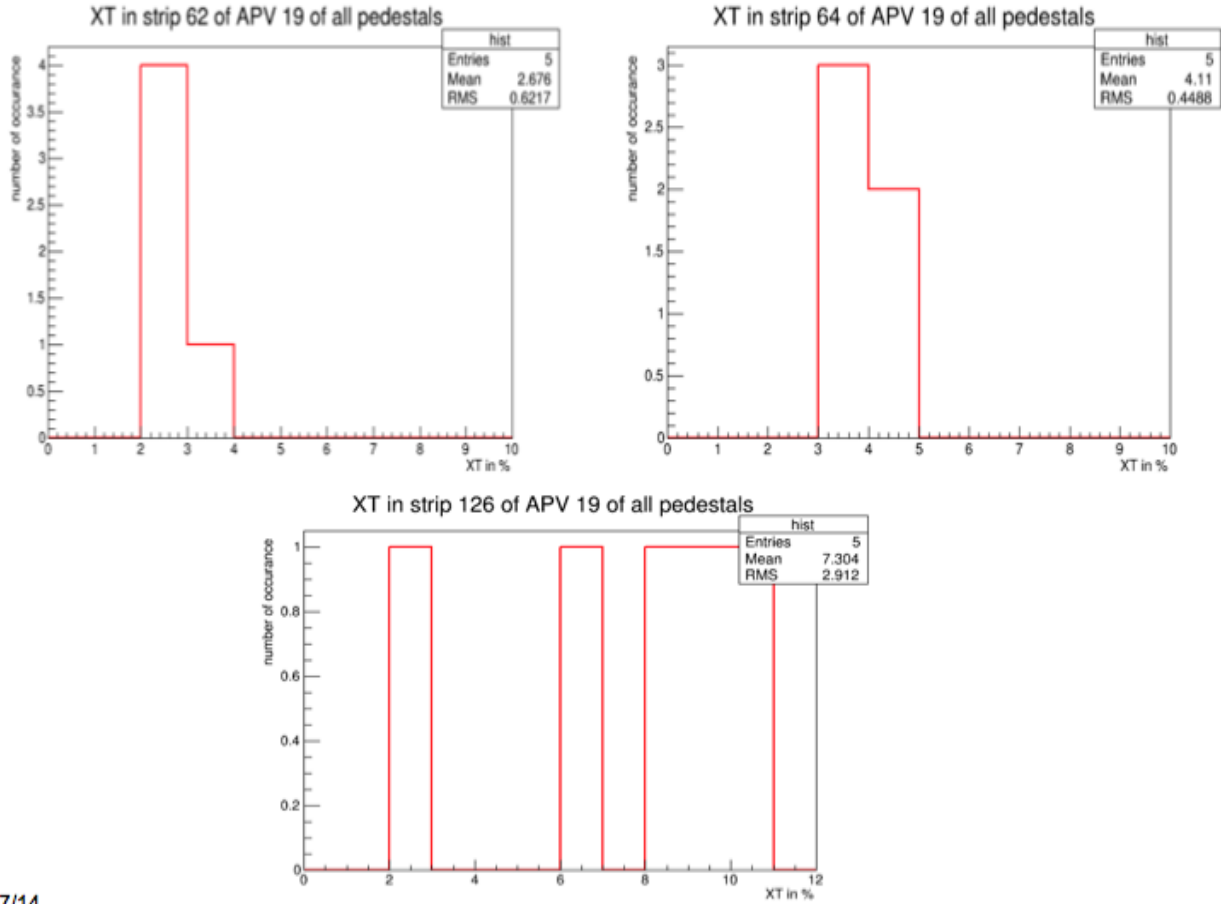 XT in strip 62 of APV 19 of all pedestals
hist
Entries 5
Mean 2.676
RMS 0.6217
number of occurance
4
3.5
3
2.5
2
1.5
1
0.5
0
0 1 2 3 4 5 6 7 8 9 10
XT in %
XT in strip 64 of APV 19 of all pedestals
hist
Entries 5
Mean 4.11
RMS 0.4488
number of occurance
3
2.5
2
1.5
1
0.5
0
0 1 2 3 4 5 6 7 8 9 10
XT in %
XT in strip 126 of APV 19 of all pedestals
hist
Entries 5
Mean 7.304
RMS 2.912
number of occurance
1
0.8
0.6
0.4
0.2
0
0 2 4 6 8 10 12
XT in %
7/14